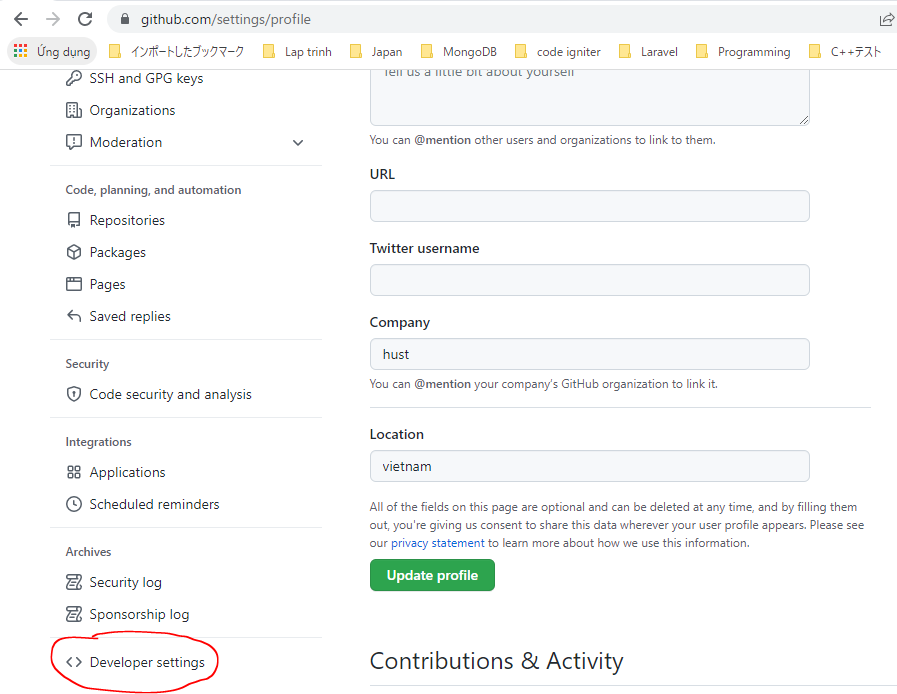 github.com/settings/profile
Ứng dụng
インポートしたブックマーク
Lap trinh
Japan
MongoDB
code igniter
Laravel
Programming
C++テスト
SSH and GPG keys
Organizations
Moderation
Code, planning, and automation
Repositories
Packages
Pages
Saved replies
Security
Code security and analysis
Integrations
Applications
Scheduled reminders
Archives
Security log
Sponsorship log
Developer settings
Tell us a little bit about yourself
You can @mention other users and organizations to link to them.
URL
Twitter username
Company
hust
You can @mention your company's GitHub organization to link it.
Location
vietnam
All of the fields on this page are optional and can be deleted at any time, and by filling them
out, you're giving us consent to share this data wherever your user profile appears. Please see
our privacy statement to learn more about how we use this information.
Update profile
Contributions & Activity